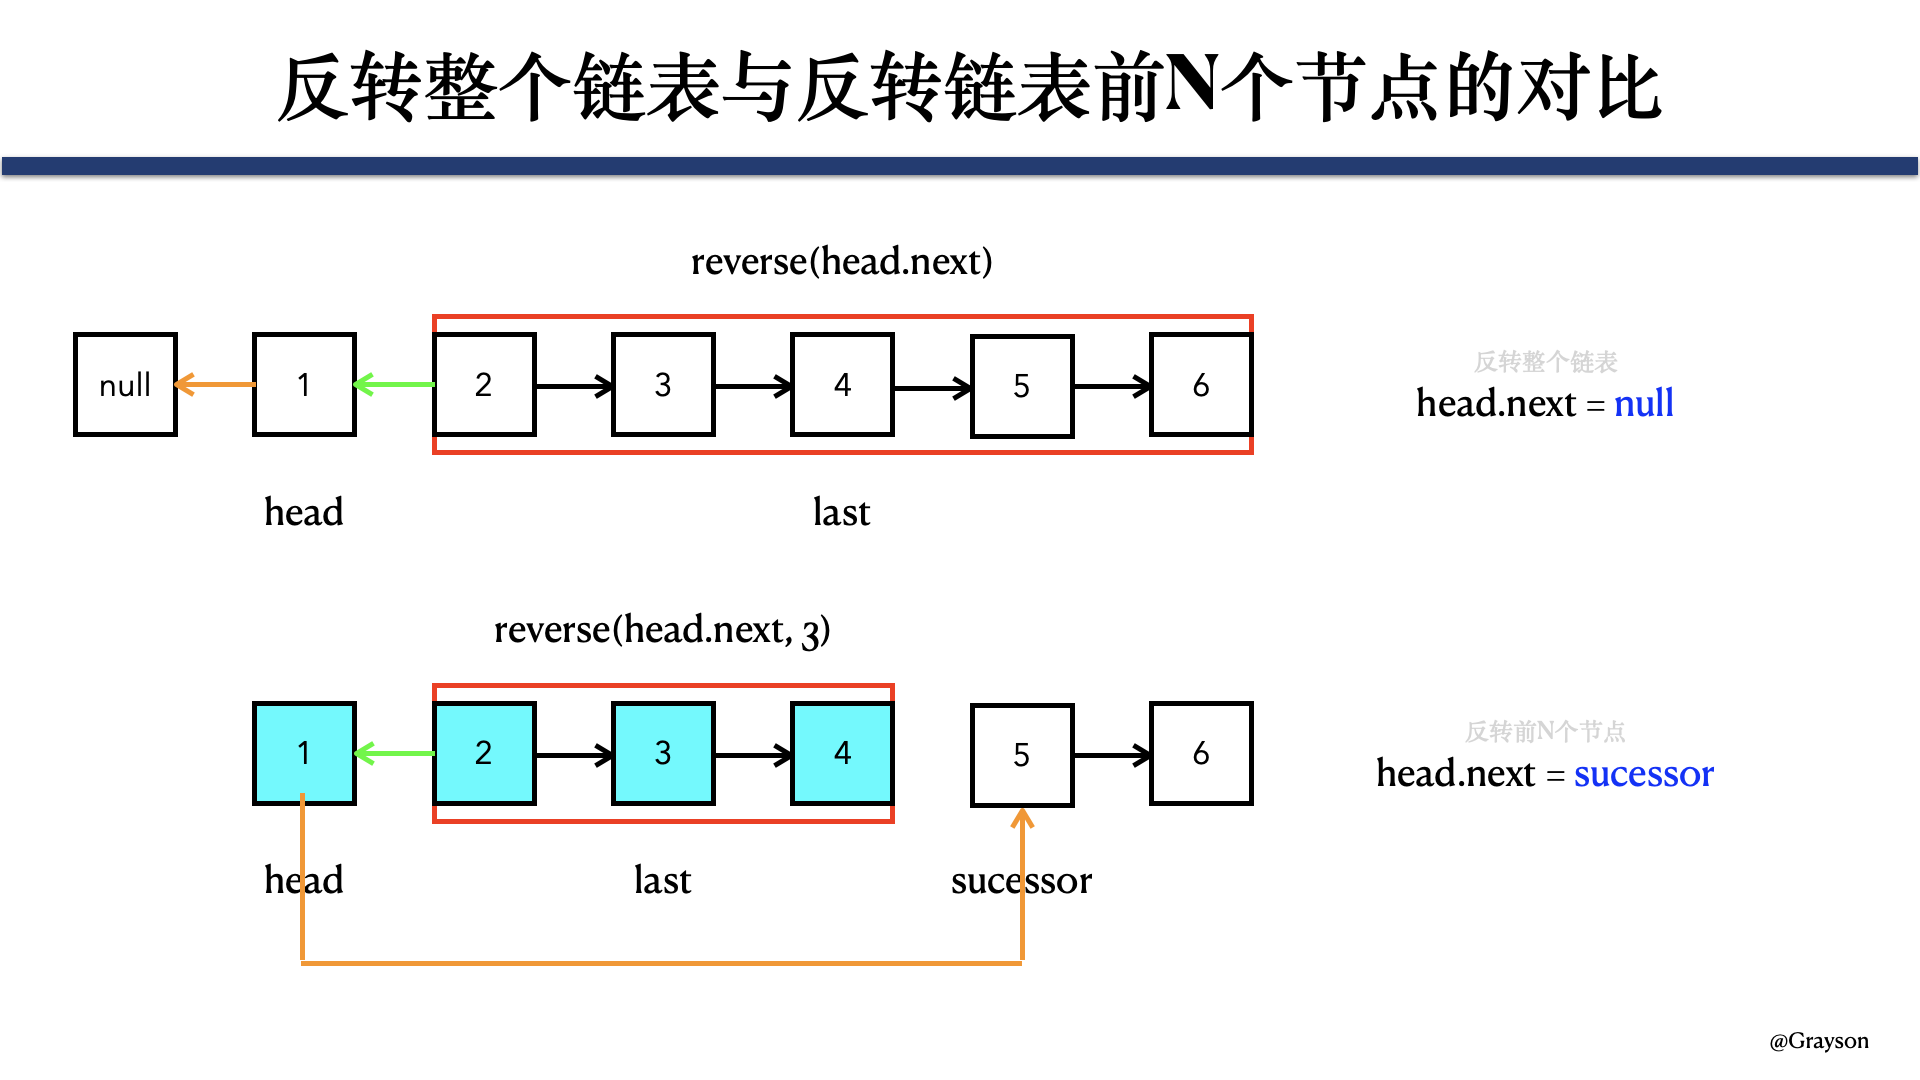 反转整个链表与反转链表前N个节点的对比
reverse(head.next)
null 1 2 3 4 5 6
反转整个链表
head.next = null
head last
reverse(head.next, 3)
1 2 3 4 5 6
反转前N个节点
head.next = sucessor
head last sucessor
@Grayson